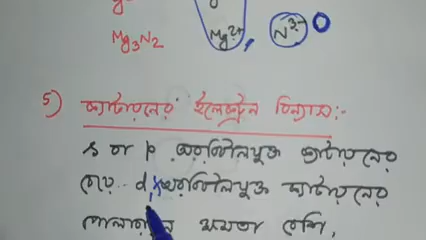 Mg²⁺, N³⁻
Mg₃N₂
5) ক্যাটায়নের ইলেকট্রন বিন্যাস:-
s বা p অরবিটালযুক্ত ক্যাটায়নের
চেয়ে d অরবিটালযুক্ত ক্যাটায়নের
পোলারায়ন ক্ষমতা বেশি,